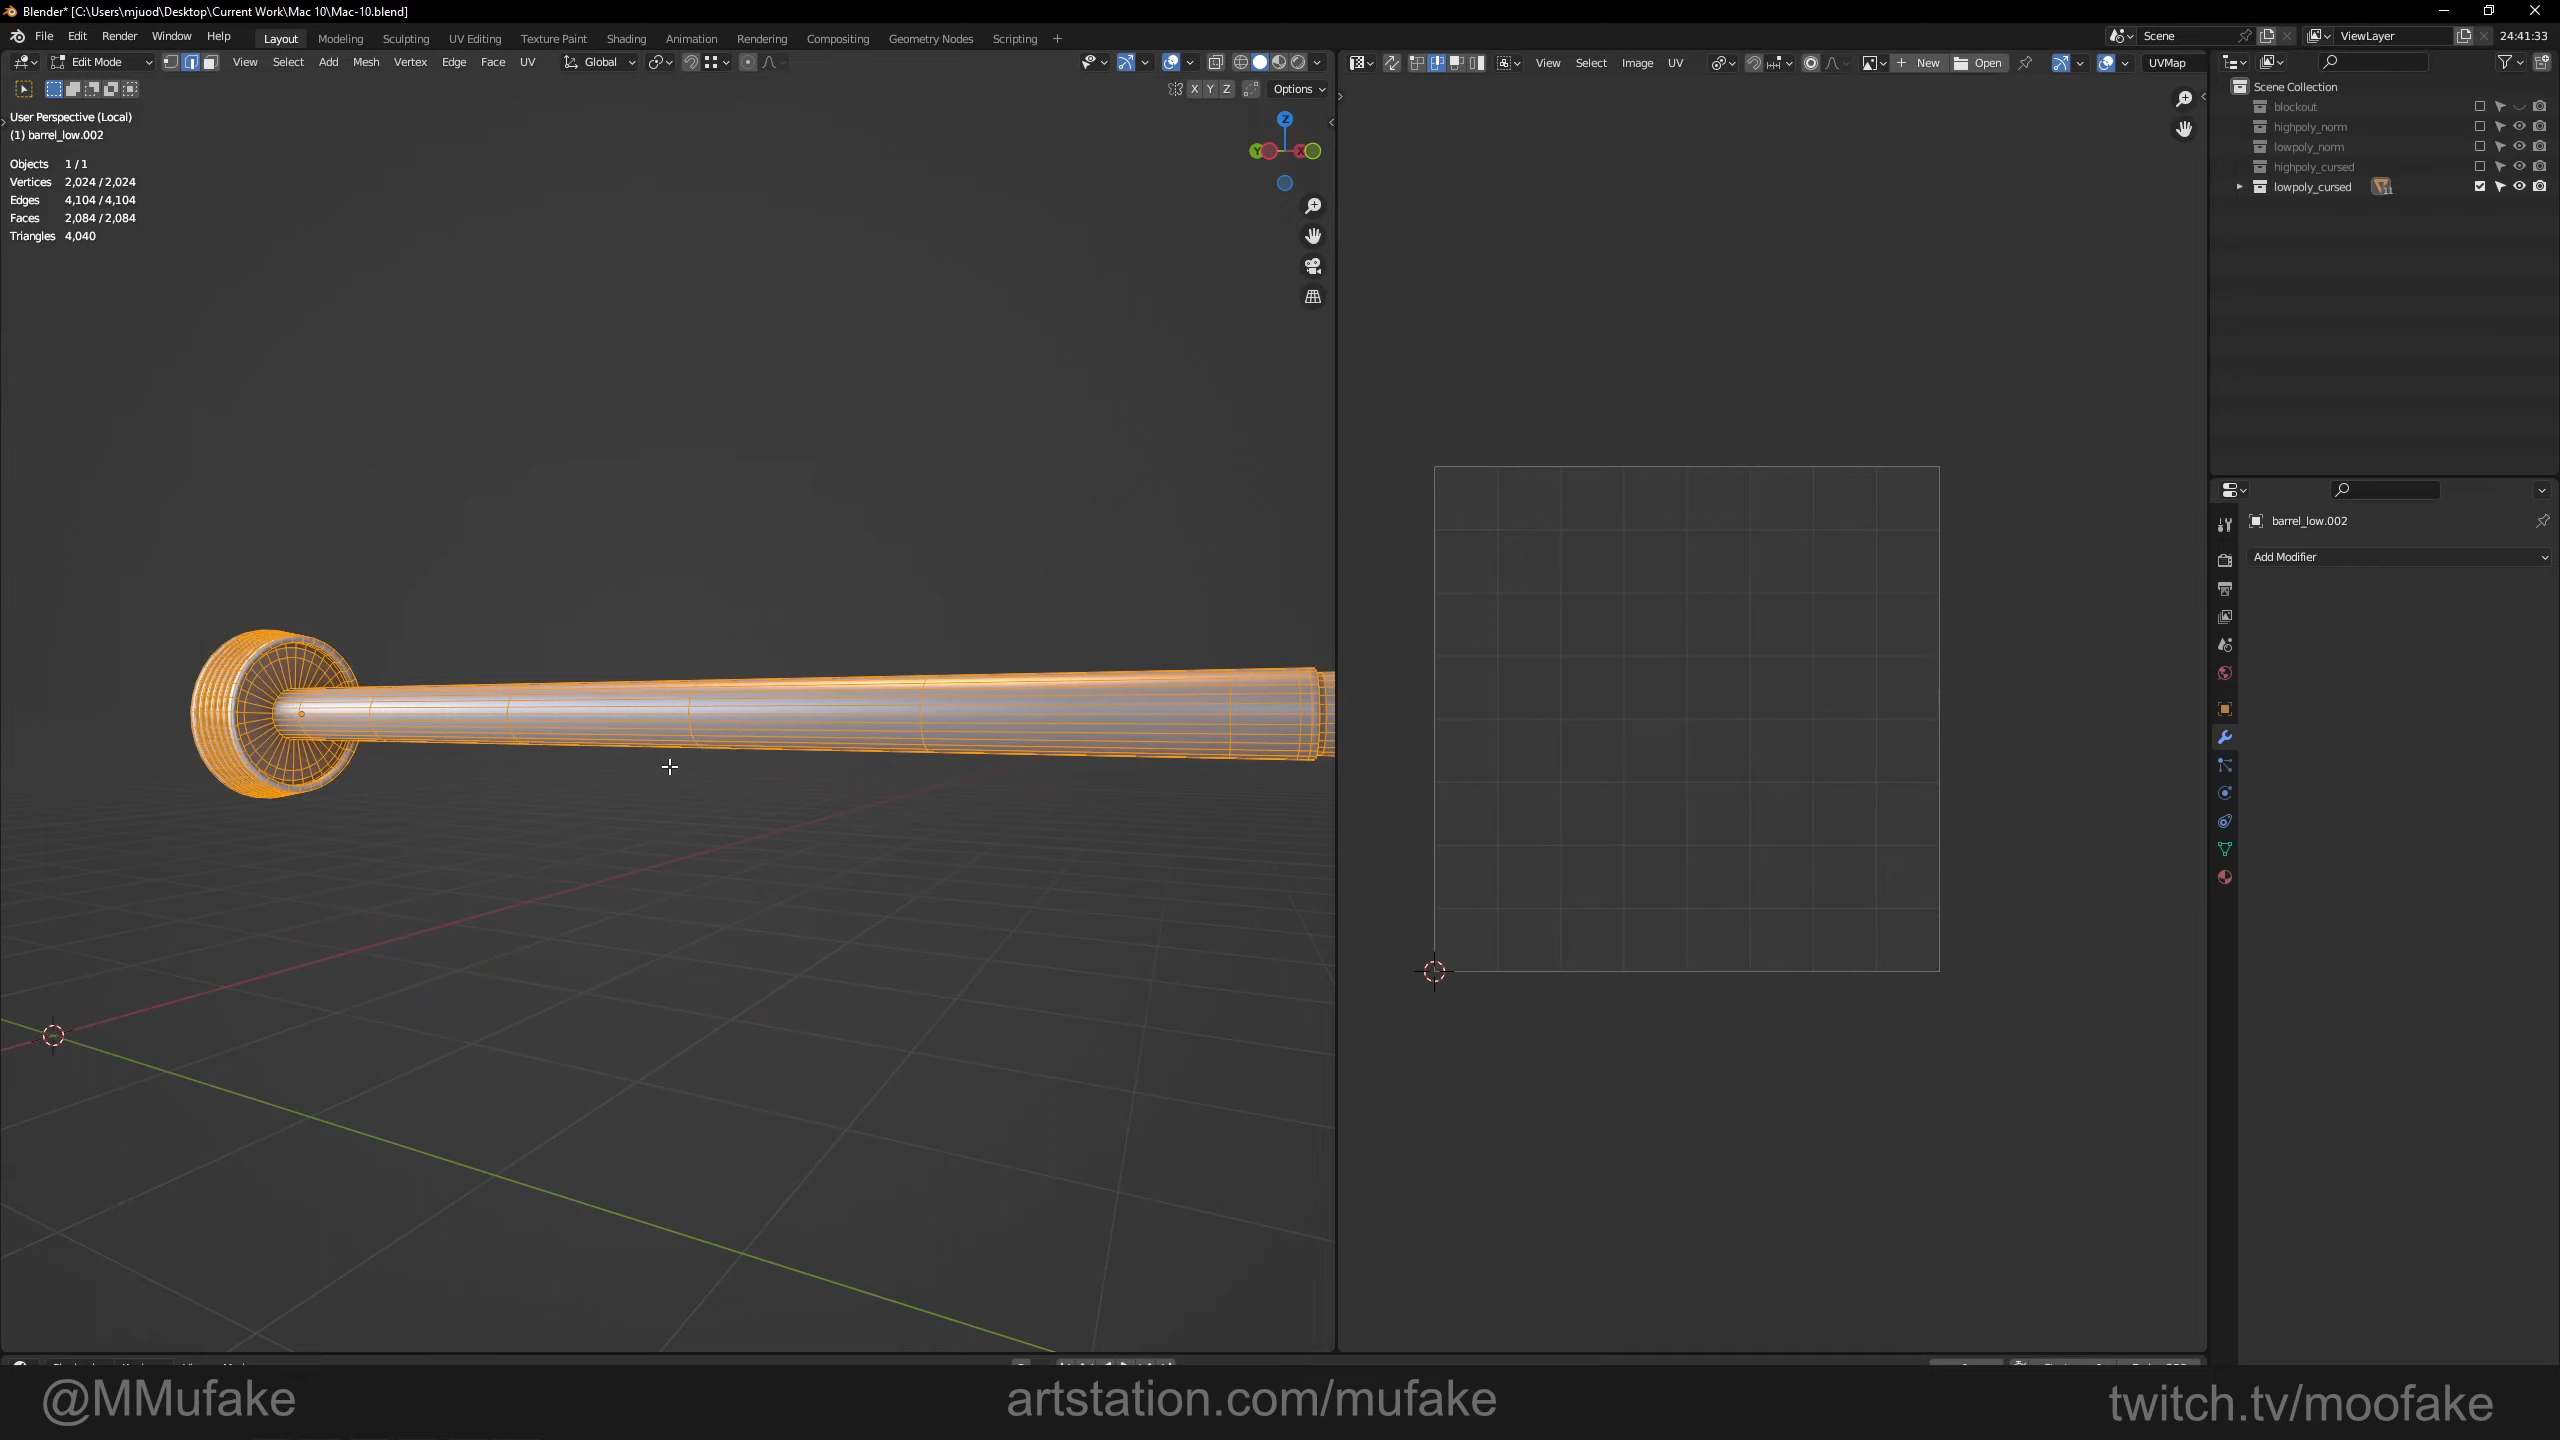 Blender* [C:\Users\mjuod\Desktop\Current Work\Mac 10\Mac-10.blend]
File Edit Render Window Help Layout Modeling Sculpting UV Editing Texture Paint Shading Animation Rendering Compositing Geometry Nodes Scripting + Scene ViewLayer 24:41:33
Edit Mode View Select Add Mesh Vertex Edge Face UV Global View Select Image UV New Open UVMap
X Y Z Options
User Perspective (Local)
(1) barrel_low.002
Objects 1 / 1
Vertices 2,024 / 2,024
Edges 4,104 / 4,104
Faces 2,084 / 2,084
Triangles 4,040
Z
Y X
Scene Collection
blockout
highpoly_norm
lowpoly_norm
highpoly_cursed
lowpoly_cursed 11
barrel_low.002
Add Modifier
@MMufake artstation.com/mufake twitch.tv/moofake